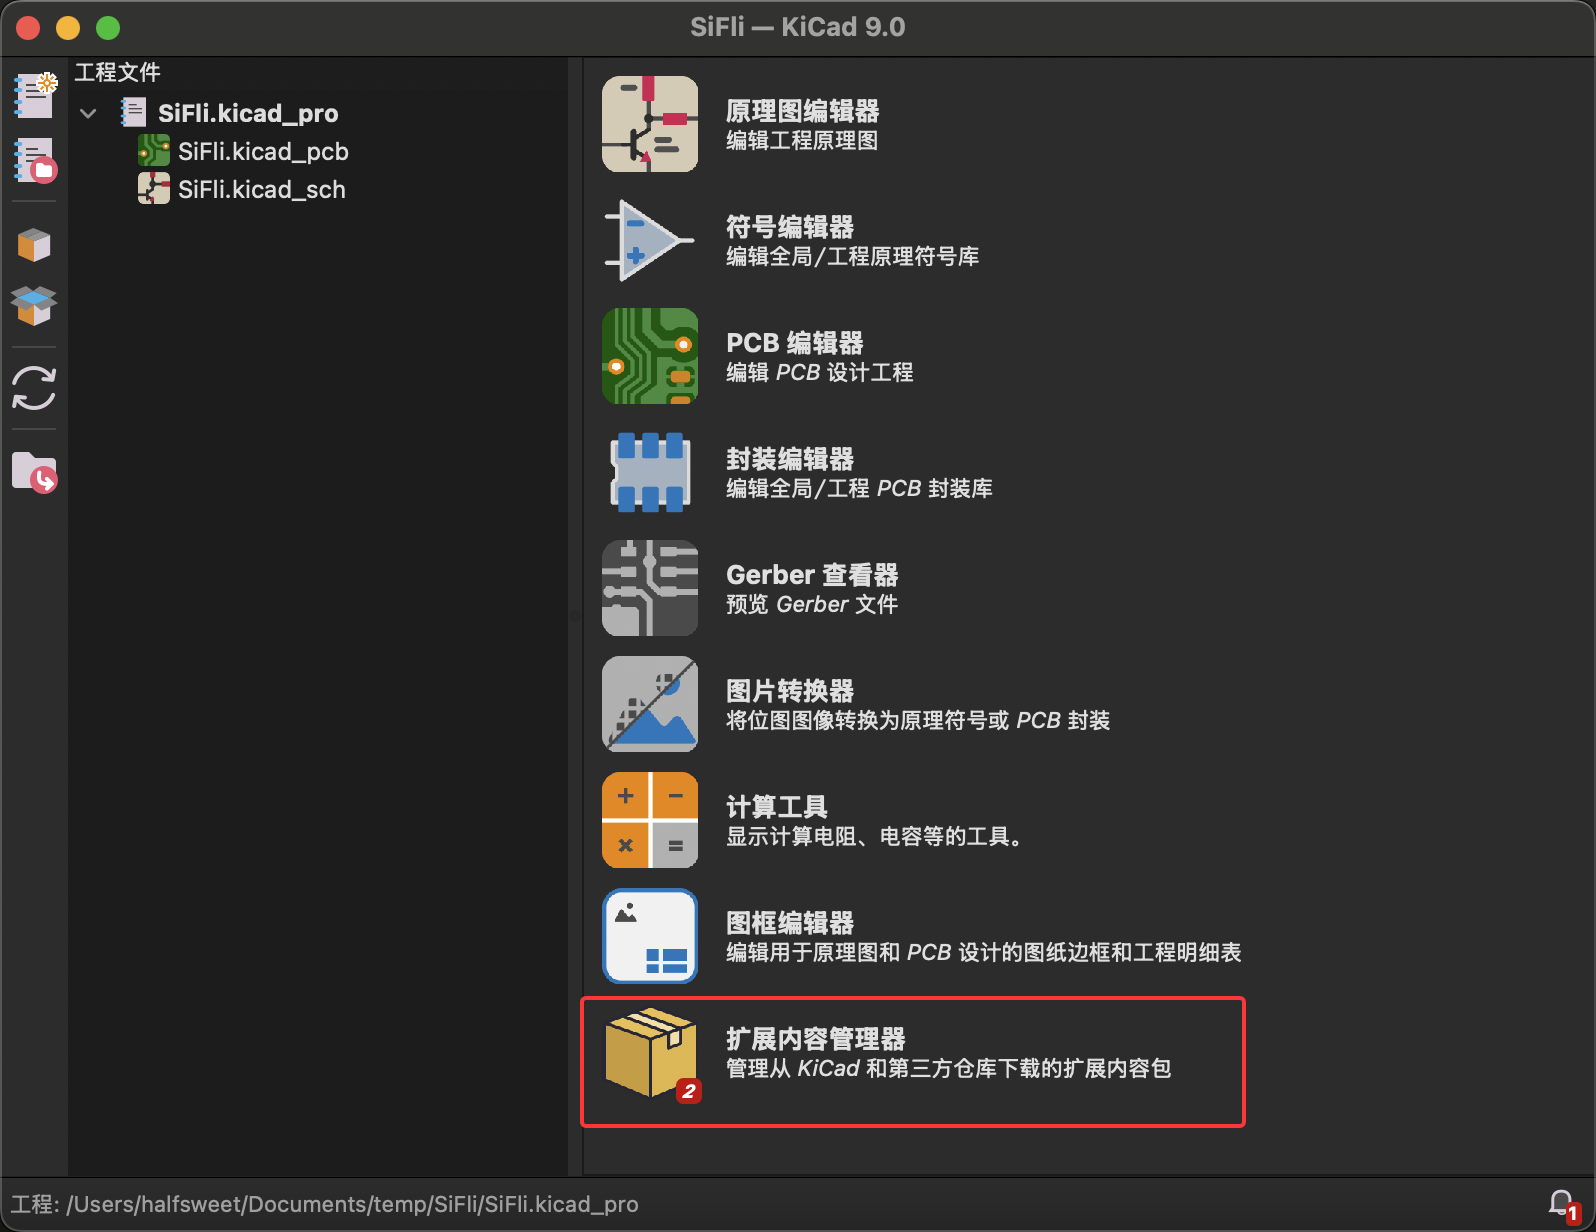 SiFli — KiCad 9.0
工程文件
SiFli.kicad_pro
SiFli.kicad_pcb
SiFli.kicad_sch
原理图编辑器
编辑工程原理图
符号编辑器
编辑全局/工程原理符号库
PCB 编辑器
编辑 PCB 设计工程
封装编辑器
编辑全局/工程 PCB 封装库
Gerber 查看器
预览 Gerber 文件
图片转换器
将位图图像转换为原理符号或 PCB 封装
计算工具
显示计算电阻、电容等的工具。
图框编辑器
编辑用于原理图和 PCB 设计的图纸边框和工程明细表
扩展内容管理器
管理从 KiCad 和第三方仓库下载的扩展内容包
2
工程: /Users/halfsweet/Documents/temp/SiFli/SiFli.kicad_pro
1